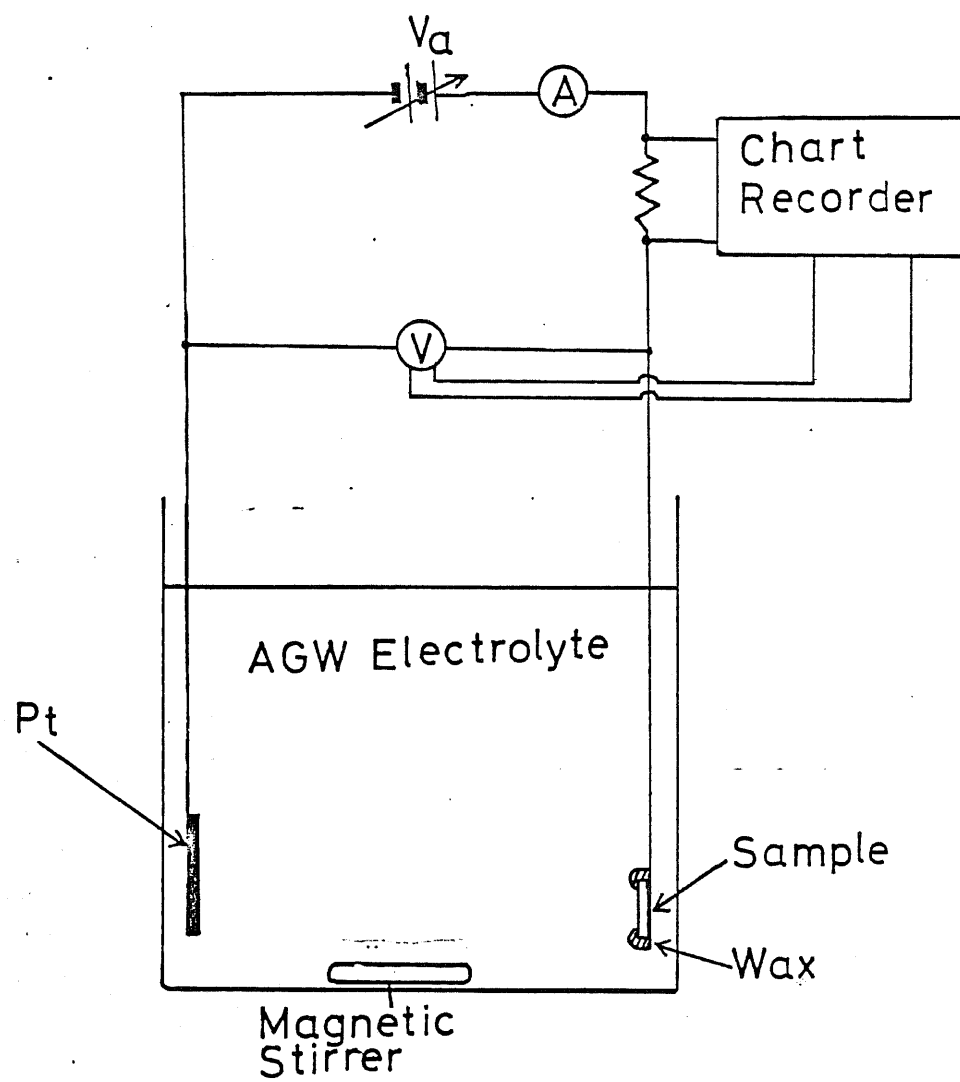 Va
A
Chart
Recorder
V
AGW Electrolyte
Pt
Sample
Wax
Magnetic
Stirrer